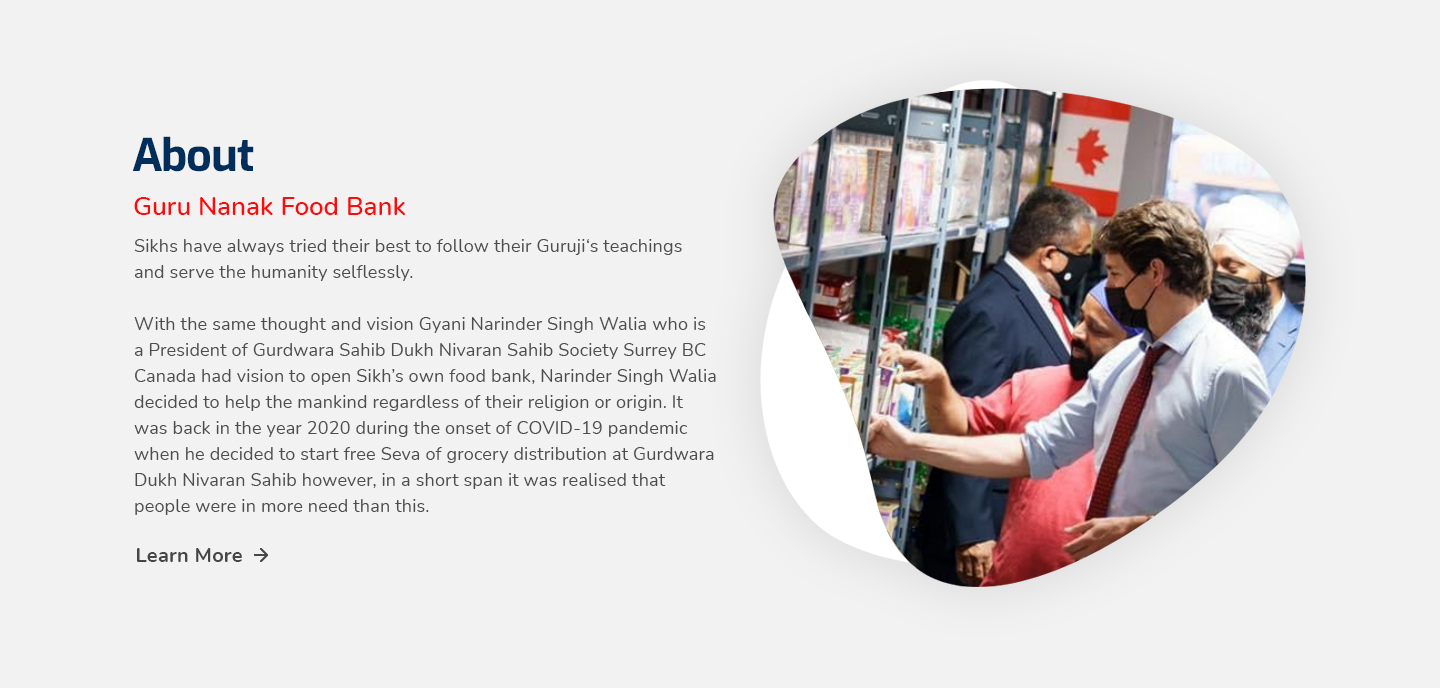 About
Guru Nanak Food Bank
Sikhs have always tried their best to follow their Guruji‘s teachings
and serve the humanity selflessly.
With the same thought and vision Gyani Narinder Singh Walia who is
a President of Gurdwara Sahib Dukh Nivaran Sahib Society Surrey BC
Canada had vision to open Sikh’s own food bank, Narinder Singh Walia
decided to help the mankind regardless of their religion or origin. It
was back in the year 2020 during the onset of COVID-19 pandemic
when he decided to start free Seva of grocery distribution at Gurdwara
Dukh Nivaran Sahib however, in a short span it was realised that
people were in more need than this.
Learn More →